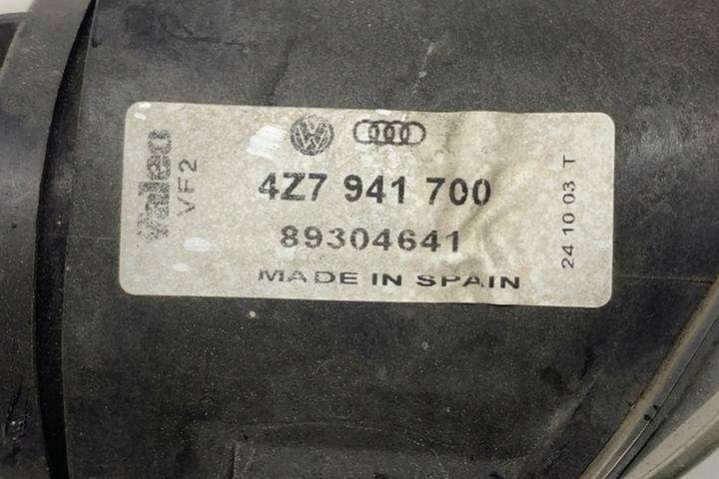 Valeo
VF2
4Z7 941 700
89304641
MADE IN SPAIN
24 10 03 T